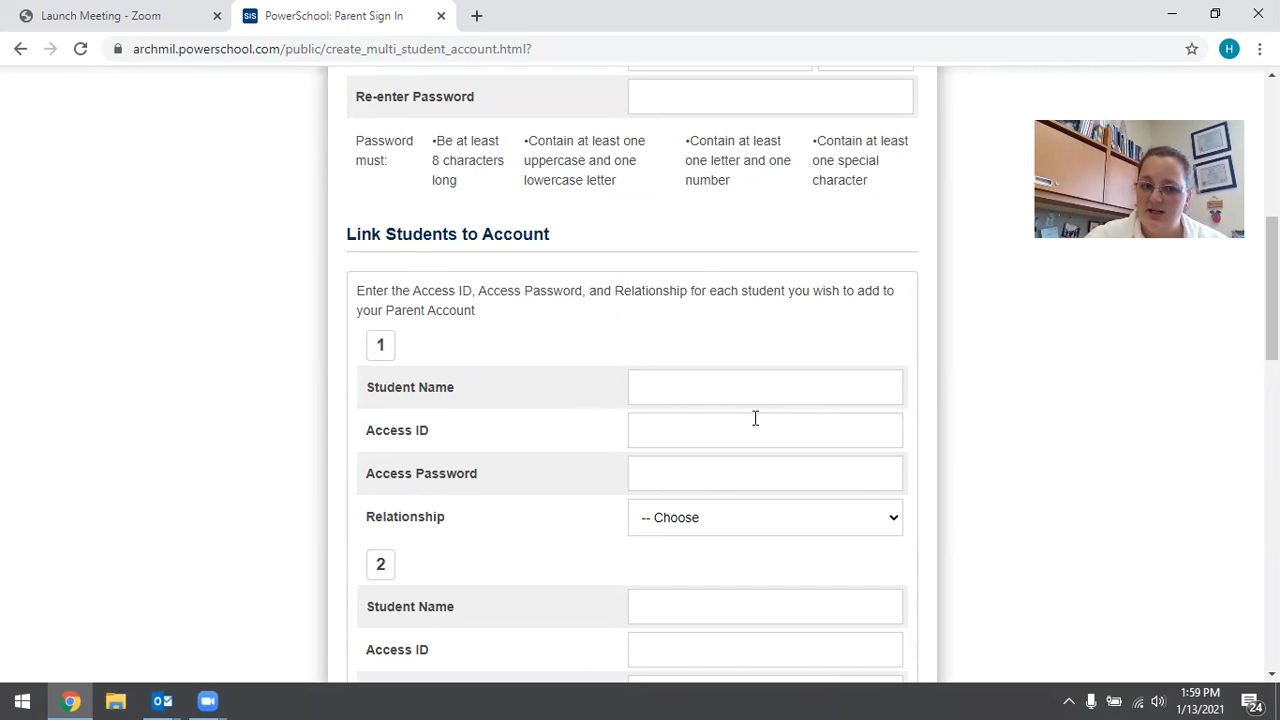 Launch Meeting - Zoom
SIS PowerSchool: Parent Sign In
archmil.powerschool.com/public/create_multi_student_account.html?
H
Re-enter Password
Password must:
•Be at least 8 characters long
•Contain at least one uppercase and one lowercase letter
•Contain at least one letter and one number
•Contain at least one special character
Link Students to Account
Enter the Access ID, Access Password, and Relationship for each student you wish to add to
your Parent Account
1
Student Name
Access ID
Access Password
Relationship
-- Choose
2
Student Name
Access ID
1:59 PM
1/13/2021
24